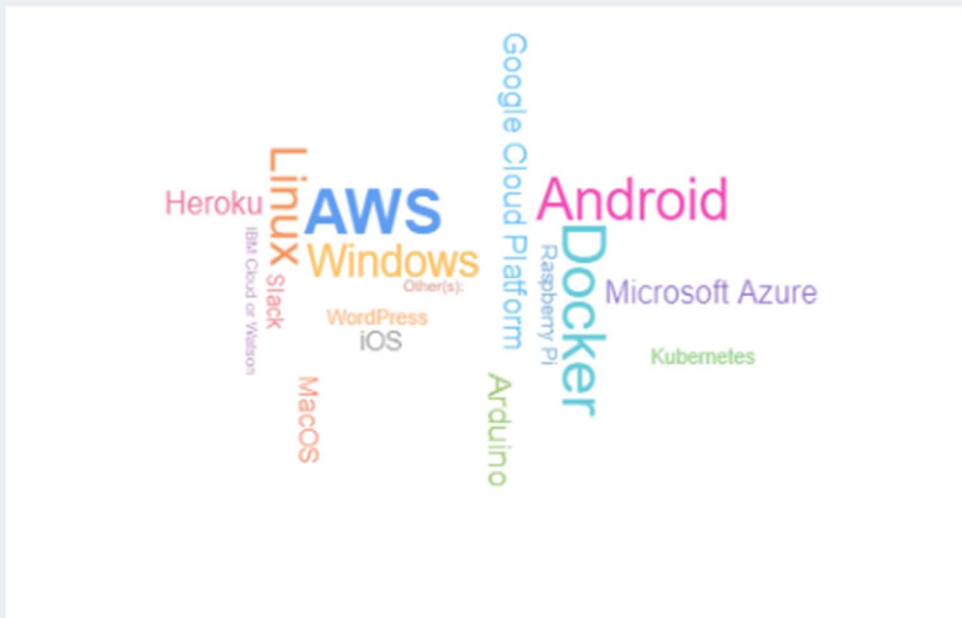 Google Cloud Platform
Linux
Heroku
AWS
Android
Docker
IBM Cloud or Watson
Windows
Raspberry Pi
Slack
Other(s):
Microsoft Azure
WordPress
iOS
Kubernetes
MacOS
Arduino